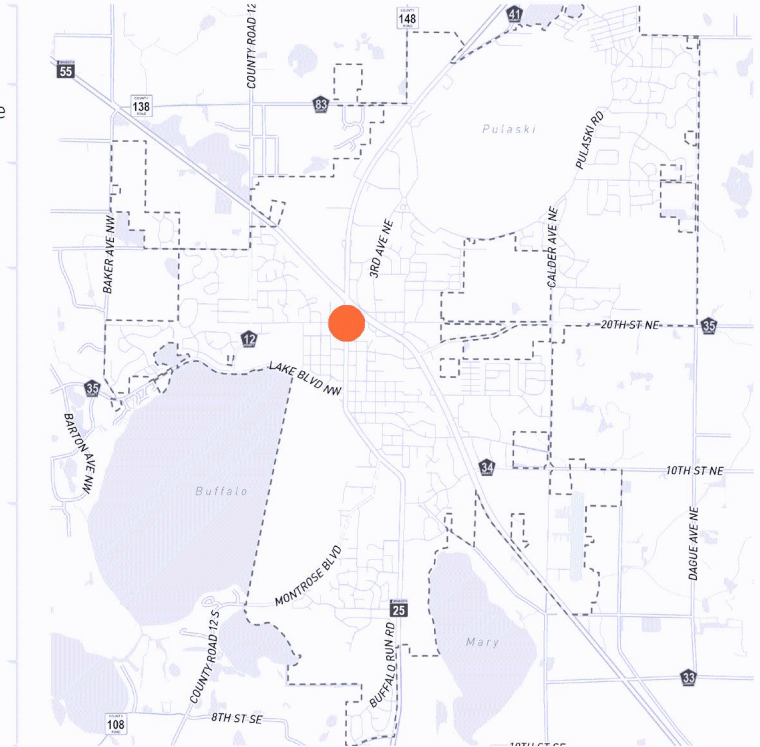 41
148
COUNTY ROAD 12
55
138
83
Pulaski
PULASKI RD
BAKER AVE NW
3RD AVE NE
CALDER AVE NE
20TH ST NE
35
12
LAKE BLVD NW
35
BARTON AVE NW
34
10TH ST NE
Buffalo
DAGUE AVE NE
MONTROSE BLVD
25
Mary
COUNTY ROAD 12 S
BUFFALO RUN RD
33
108
8TH ST SE